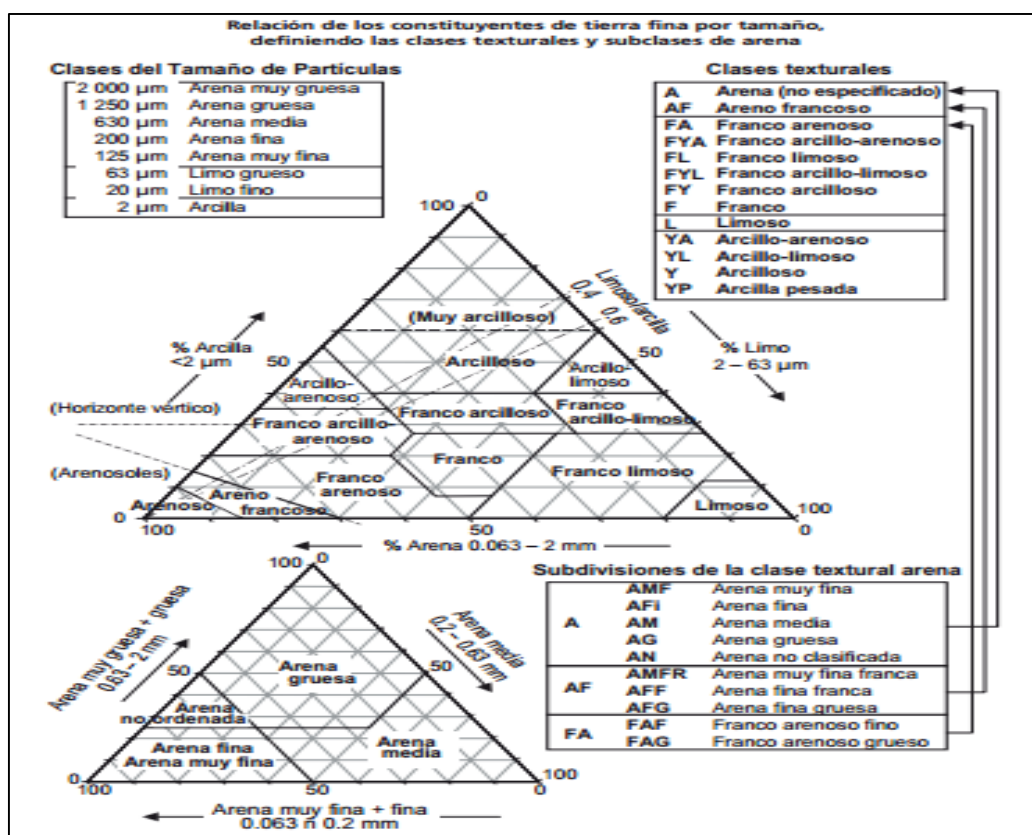 Relación de los constituyentes de tierra fina por tamaño,
definiendo las clases texturales y subclases de arena
Clases del Tamaño de Partículas
2 000 µm Arena muy gruesa
1 250 µm Arena gruesa
630 µm Arena media
200 µm Arena fina
125 µm Arena muy fina
63 µm Limo grueso
20 µm Limo fino
2 µm Arcilla
Clases texturales
A Arena (no especificado)
AF Areno francoso
FA Franco arenoso
FYA Franco arcillo-arenoso
FL Franco limoso
FYL Franco arcillo-limoso
FY Franco arcilloso
F Franco
L Limoso
YA Arcillo-arenoso
YL Arcillo-limoso
Y Arcilloso
YP Arcilla pesada
100 0
Limoso/arcilla
0.4 0.6
(Muy arcilloso)
% Arcilla
<2 µm
50
Arcilloso
50
% Limo
2 – 63 µm
Arcillo-
arenoso
Arcillo-
limoso
(Horizonte vértico)
Franco arcillo-
arenoso
Franco arcilloso
Franco
arcillo-limoso
(Arenosoles)
Franco
arenoso
Franco
Franco limoso
Arenoso
Areno
francoso
Limoso
0
100
50
100
0
% Arena 0.063 – 2 mm
100 0
Arena muy gruesa + gruesa
0.63 – 2 mm
Arena media
0.2 – 0.63 mm
50
50
Arena
gruesa
Arena
no ordenada
Arena fina
Arena muy fina
Arena
media
0
100
50
100
0
Arena muy fina + fina
0.063 ñ 0.2 mm
Subdivisiones de la clase textural arena
A
AMF Arena muy fina
AFi Arena fina
AM Arena media
AG Arena gruesa
AN Arena no clasificada
AF
AMFR Arena muy fina franca
AFF Arena fina franca
AFG Arena fina gruesa
FA
FAF Franco arenoso fino
FAG Franco arenoso grueso